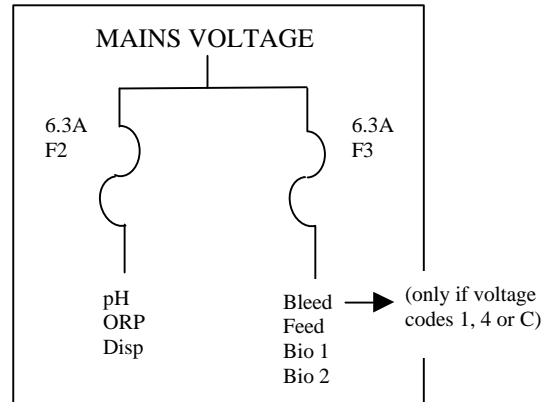 MAINS VOLTAGE
6.3A
F2
6.3A
F3
pH
ORP
Disp
Bleed
Feed
Bio 1
Bio 2
(only if voltage
codes 1, 4 or C)